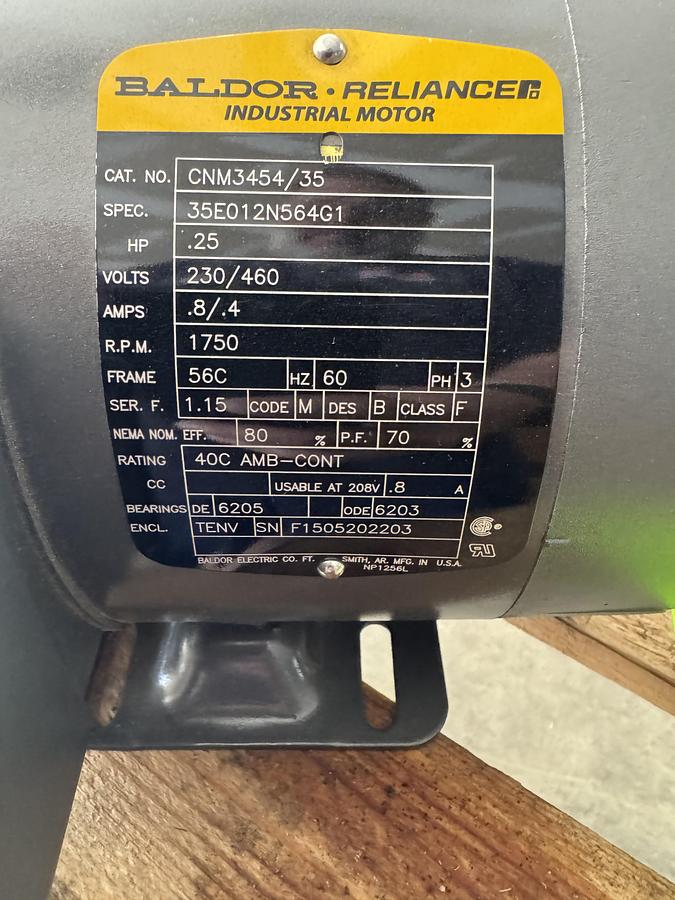 BALDOR · RELIANCE
INDUSTRIAL MOTOR
CAT. NO. CNM3454/35
SPEC. 35E012N564G1
HP .25
VOLTS 230/460
AMPS .8/.4
R.P.M. 1750
FRAME 56C HZ 60 PH 3
SER. F. 1.15 CODE M DES B CLASS F
NEMA NOM. EFF. 80 % P.F. 70 %
RATING 40C AMB-CONT
CC USABLE AT 208V .8 A
BEARINGS DE 6205 ODE 6203
ENCL. TENV SN F1505202203
BALDOR ELECTRIC CO. FT. SMITH, AR. MFG. IN U.S.A.
NP1256L